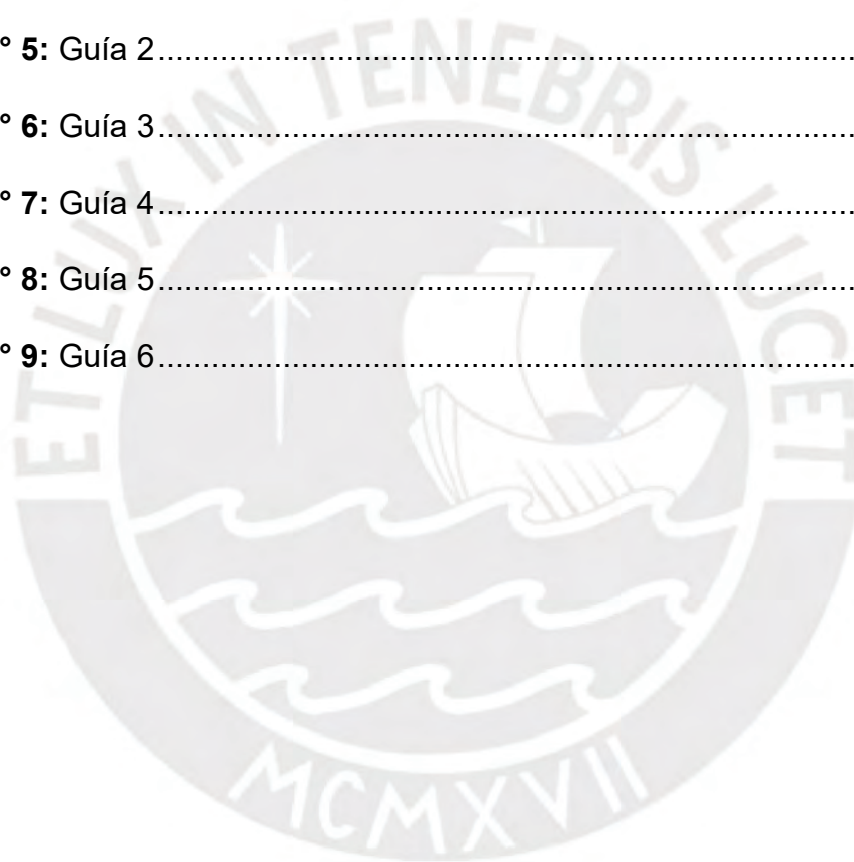 ° 5: Guía 2
° 6: Guía 3
° 7: Guía 4
° 8: Guía 5
° 9: Guía 6
ET LUX IN TENEBRIS LUCET
MCMXVII